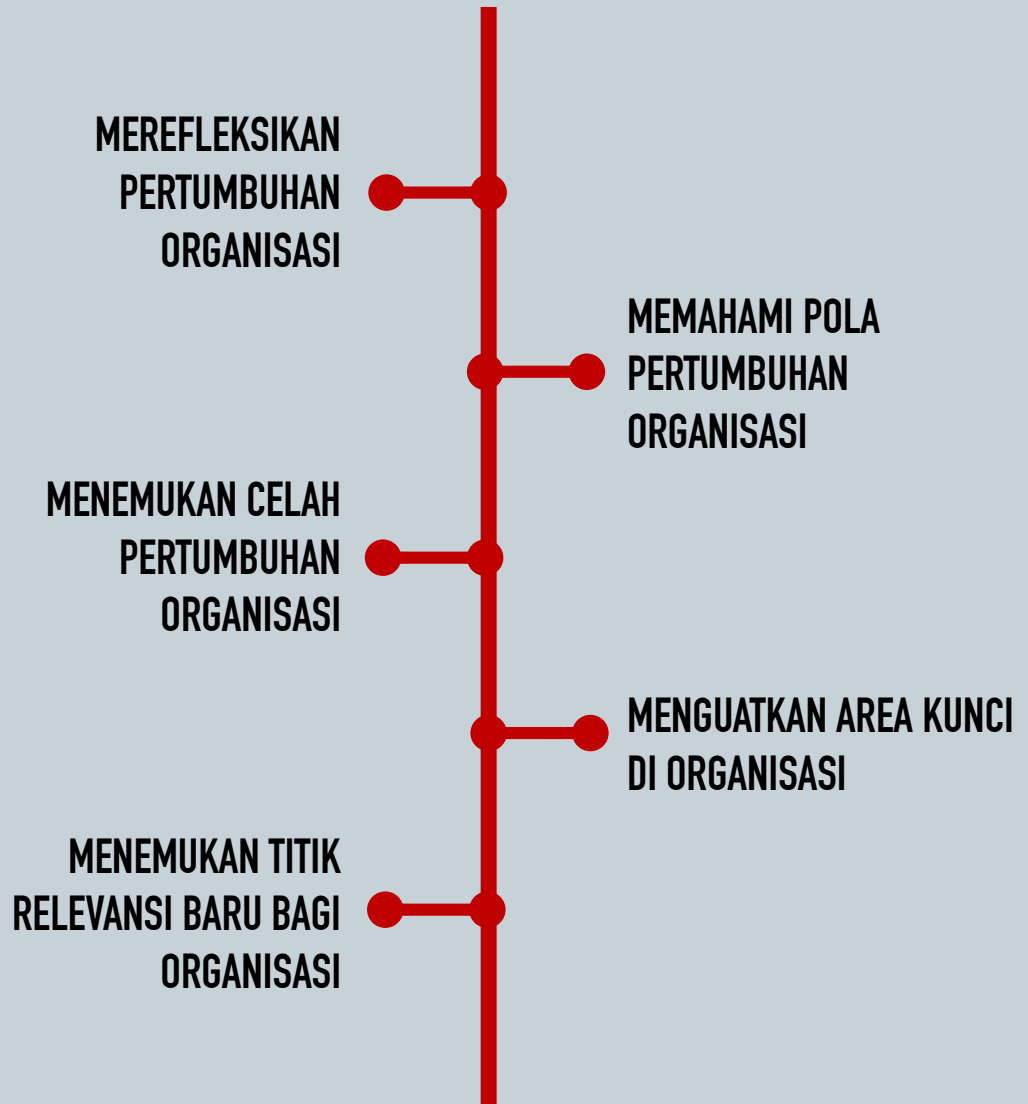 MEREFLEKSIKAN
PERTUMBUHAN
ORGANISASI
MEMAHAMI POLA
PERTUMBUHAN
ORGANISASI
MENEMUKAN CELAH
PERTUMBUHAN
ORGANISASI
MENGUATKAN AREA KUNCI
DI ORGANISASI
MENEMUKAN TITIK
RELEVANSI BARU BAGI
ORGANISASI